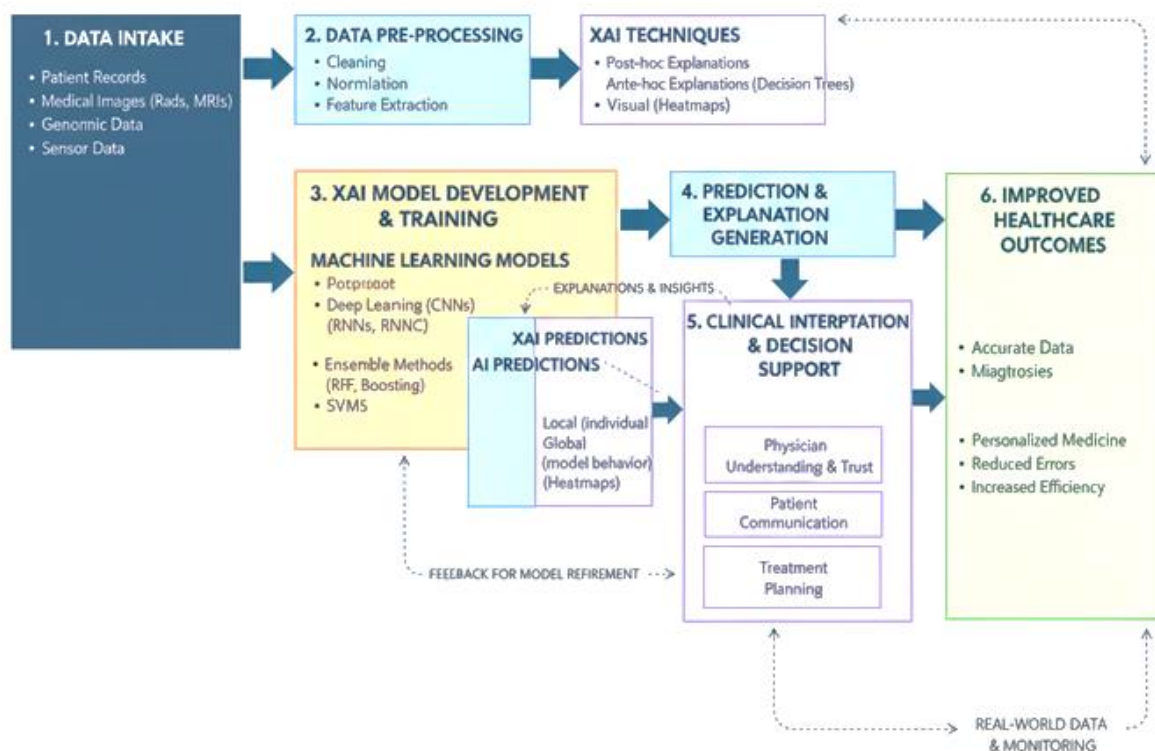 1. DATA INTAKE
• Patient Records
• Medical Images (Rads, MRIs)
• Genomnic Data
• Sensor Data
2. DATA PRE-PROCESSING
• Cleaning
• Normlation
• Feature Extraction
XAI TECHNIQUES
• Post-hoc Explanations
Ante-hoc Explanations (Decision Trees)
• Visual (Heatmaps)
3. XAI MODEL DEVELOPMENT
& TRAINING
MACHINE LEARNING MODELS
• Deep Learning (CNNs)
(RNNs, RNNC)
• Ensemble Methods
(RFF, Boosting)
• SVMS
EXPLANATIONS & INSIGHTS
XAI PREDICTIONS
AI PREDICTIONS
Local (individual
Global
(model behavior)
(Heatmaps)
4. PREDICTION &
EXPLANATION
GENERATION
5. CLINICAL INTERPTATION
& DECISION
SUPPORT
Physician
Understanding & Trust
Patient
Communication
Treatment
Planning
6. IMPROVED
HEALTHCARE
OUTCOMES
• Accurate Data
• Miagtrosies
• Personalized Medicine
• Reduced Errors
• Increased Efficiency
FEEDBACK FOR MODEL REFIREMENT
REAL-WORLD DATA
& MONITORING